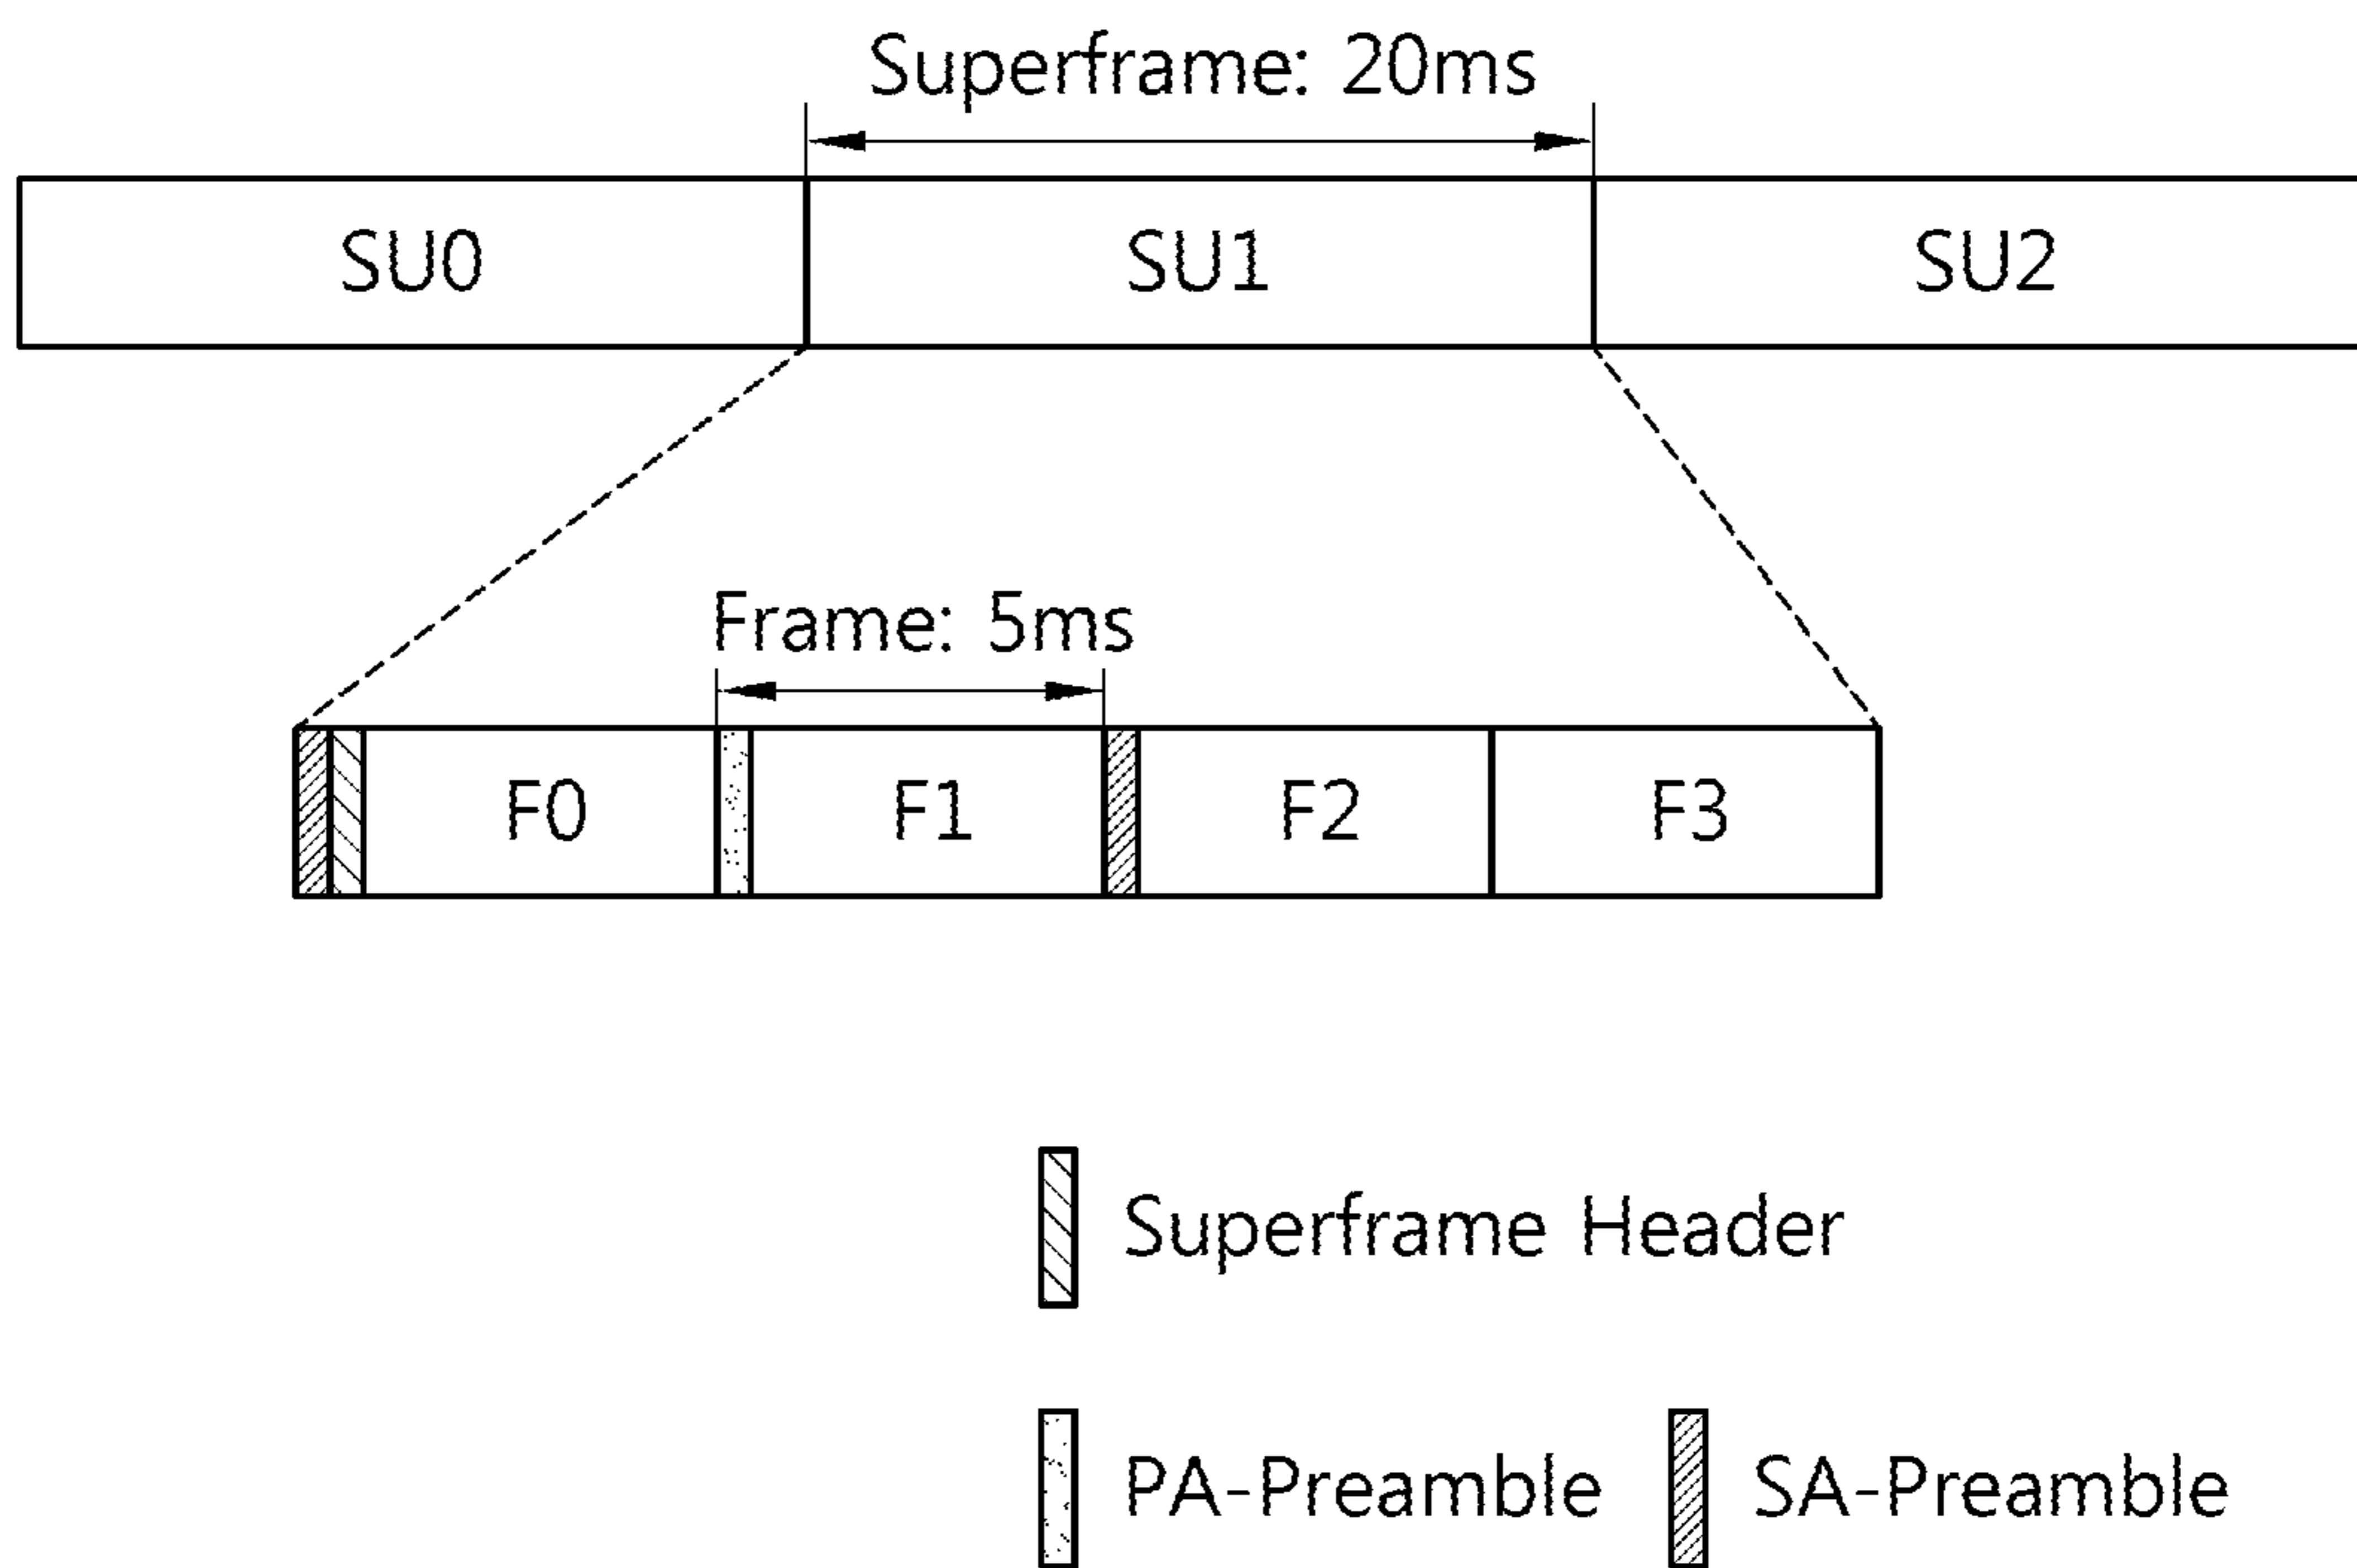 Superframe: 20ms
SU0 SU1 SU2
Frame: 5ms
F0 F1 F2 F3
Superframe Header
PA-Preamble SA-Preamble